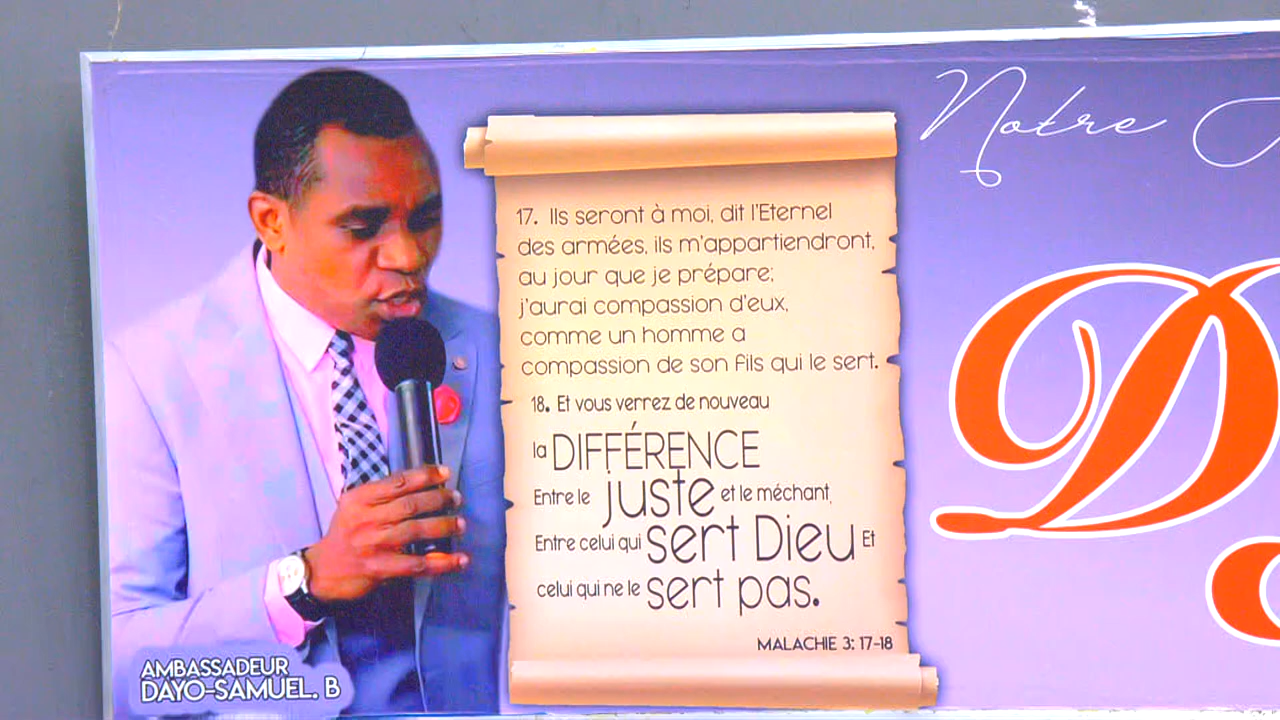 Notre
17. Ils seront à moi, dit l'Eternel
des armées, ils m'appartiendront,
au jour que je prépare;
j'aurai compassion d'eux,
comme un homme a
compassion de son fils qui le sert.
18. Et vous verrez de nouveau
la DIFFÉRENCE
Entre le juste et le méchant,
Entre celui qui sert Dieu Et
celui qui ne le sert pas.
MALACHIE 3: 17-18
AMBASSADEUR
DAYO-SAMUEL. B